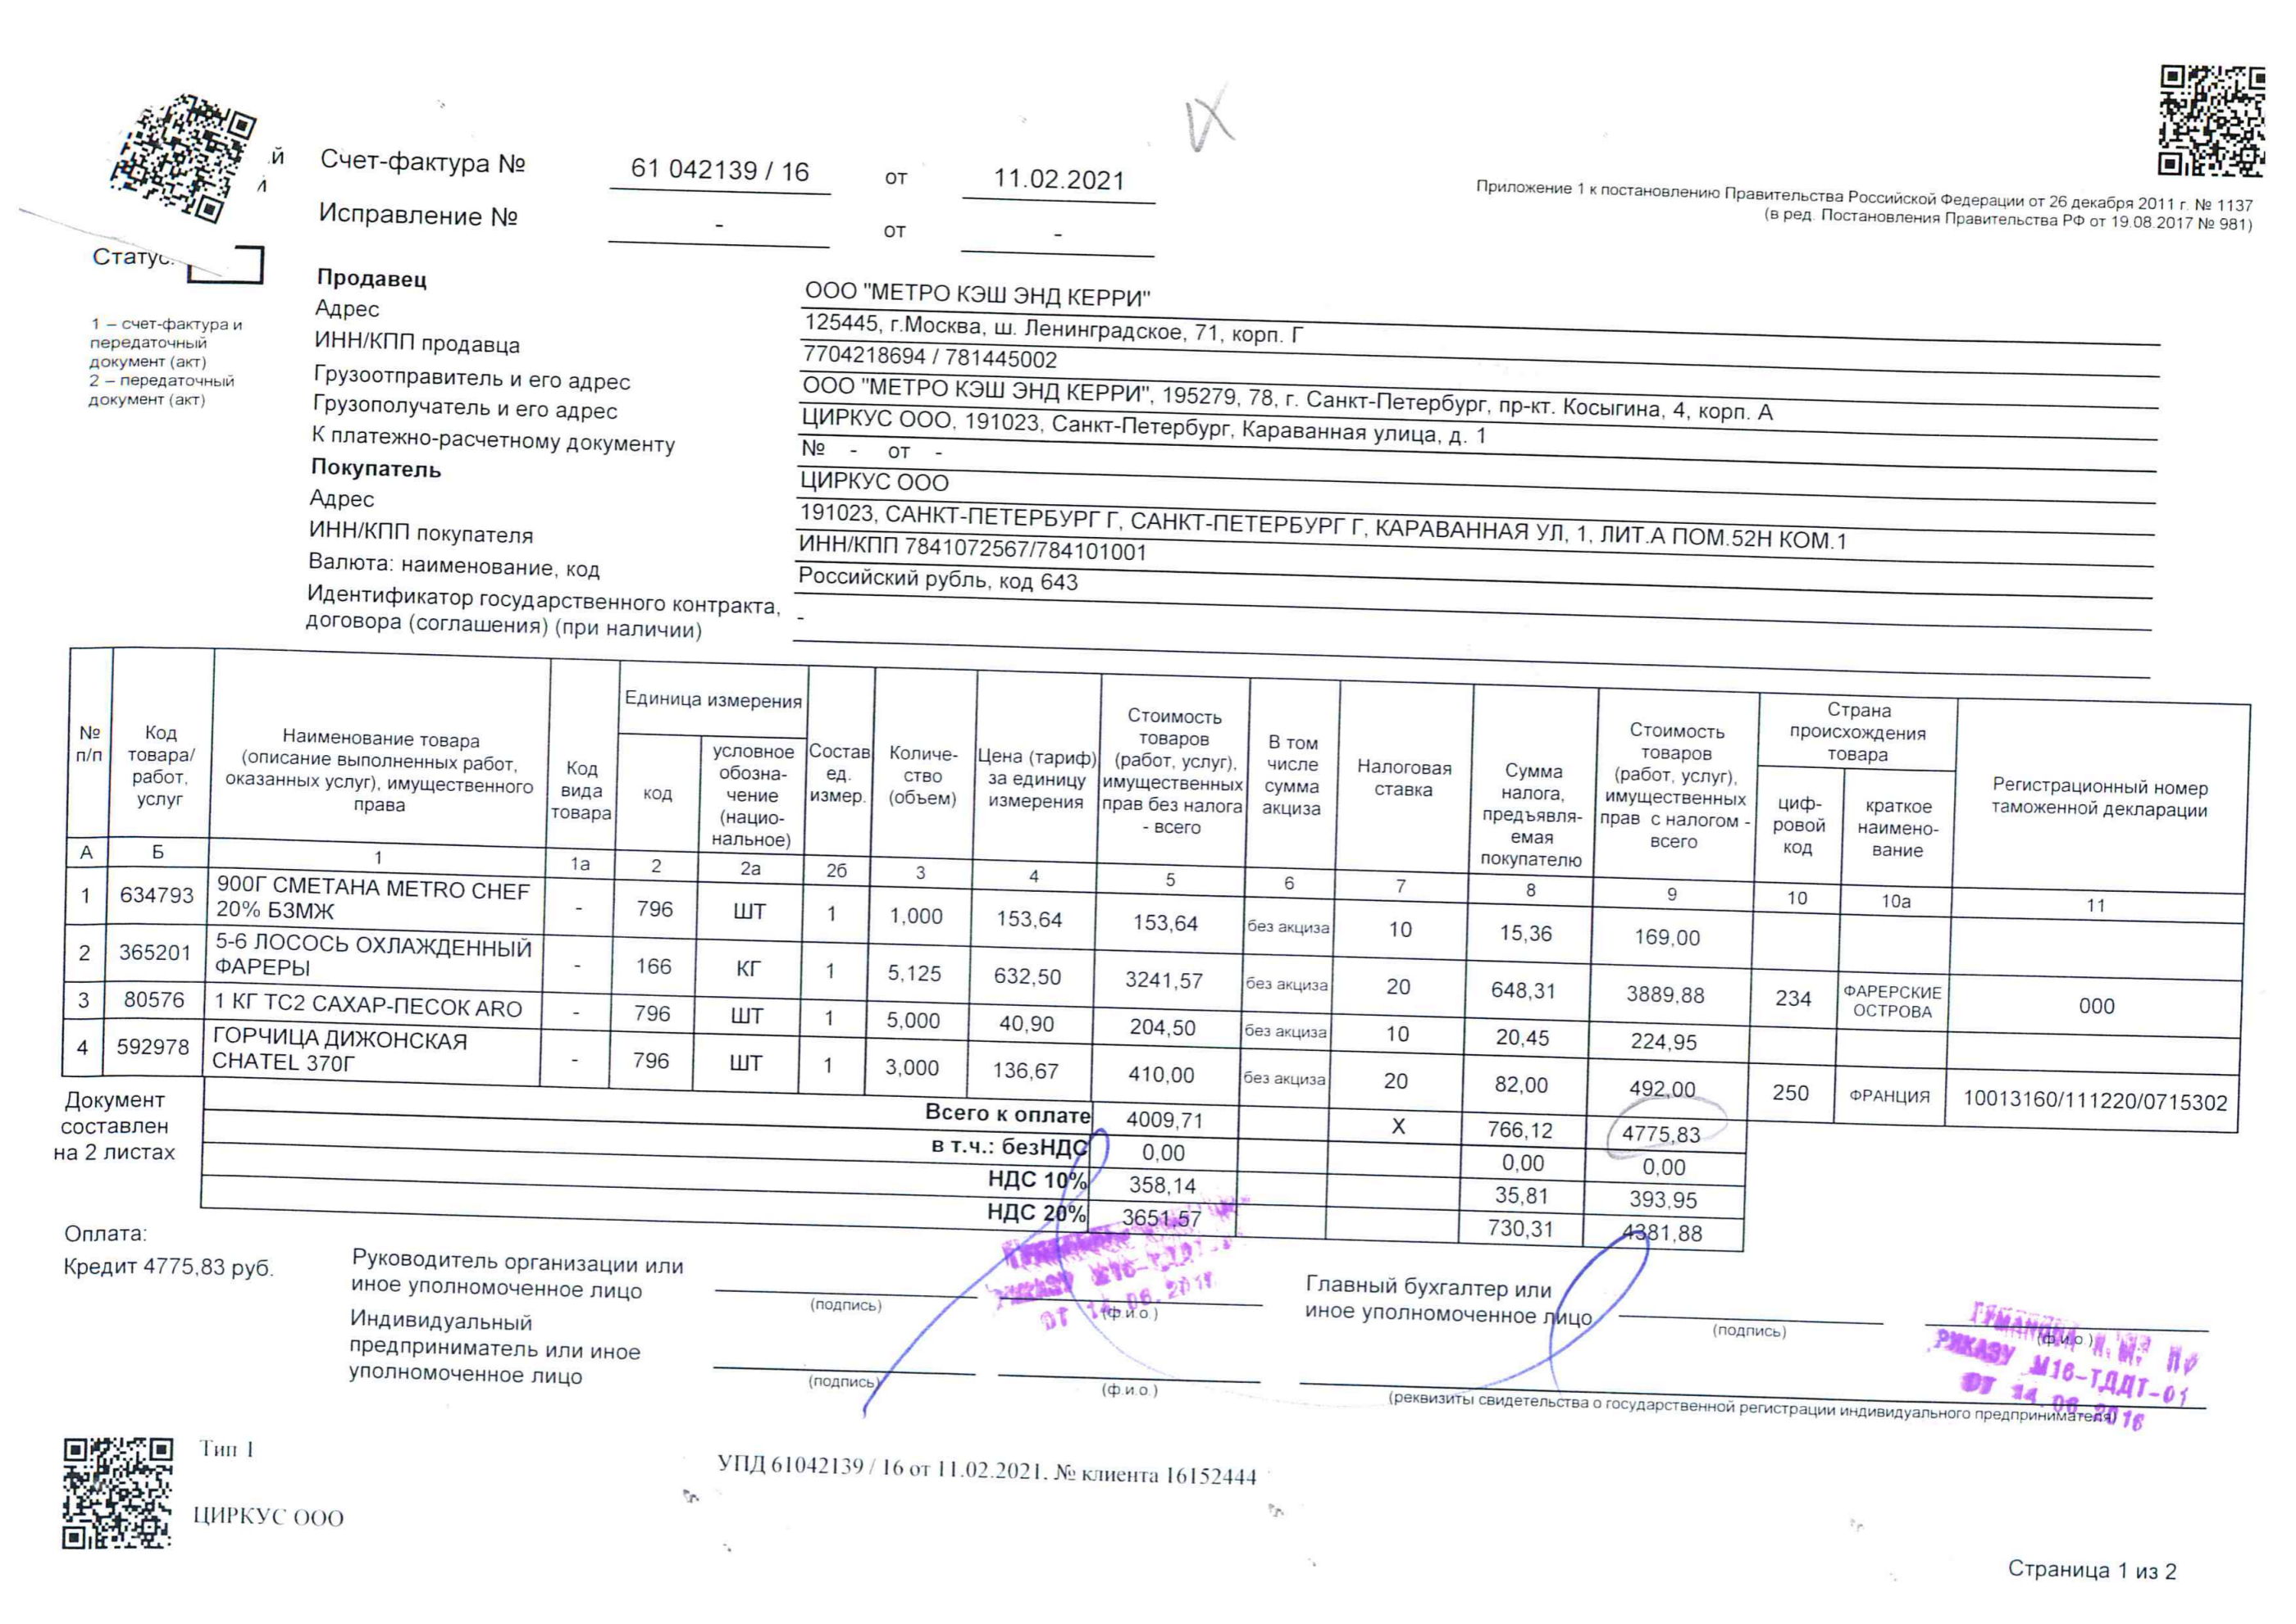 й
й
Счет-фактура № 61 042139 / 16 от 11.02.2021
Исправление № - от -
Приложение 1 к постановлению Правительства Российской Федерации от 26 декабря 2011 г. № 1137
(в ред. Постановления Правительства РФ от 19.08.2017 № 981)
Статус:
1 – счет-фактура и
передаточный
документ (акт)
2 – передаточный
документ (акт)
Продавец ООО "МЕТРО КЭШ ЭНД КЕРРИ"
Адрес 125445, г.Москва, ш. Ленинградское, 71, корп. Г
ИНН/КПП продавца 7704218694 / 781445002
Грузоотправитель и его адрес ООО "МЕТРО КЭШ ЭНД КЕРРИ", 195279, 78, г. Санкт-Петербург, пр-кт. Косыгина, 4, корп. А
Грузополучатель и его адрес ЦИРКУС ООО, 191023, Санкт-Петербург, Караванная улица, д. 1
К платежно-расчетному документу № - от -
Покупатель ЦИРКУС ООО
Адрес 191023, САНКТ-ПЕТЕРБУРГ Г, САНКТ-ПЕТЕРБУРГ Г, КАРАВАННАЯ УЛ, 1, ЛИТ.А ПОМ.52Н КОМ.1
ИНН/КПП покупателя ИНН/КПП 7841072567/784101001
Валюта: наименование, код Российский рубль, код 643
Идентификатор государственного контракта,
договора (соглашения) (при наличии) -
№
п/п
Код
товара/
работ,
услуг
Наименование товара
(описание выполненных работ,
оказанных услуг), имущественного
права
Код
вида
товара
Единица измерения
код
условное
обозна-
чение
(нацио-
нальное)
Состав
ед.
измер.
Количе-
ство
(объем)
Цена (тариф)
за единицу
измерения
Стоимость
товаров
(работ, услуг),
имущественных
прав без налога
- всего
В том
числе
сумма
акциза
Налоговая
ставка
Сумма
налога,
предъявля-
емая
покупателю
Стоимость
товаров
(работ, услуг),
имущественных
прав с налогом -
всего
Страна
происхождения
товара
циф-
ровой
код
краткое
наимено-
вание
Регистрационный номер
таможенной декларации
А Б 1 1а 2 2а 2б 3 4 5 6 7 8 9 10 10а 11
1 634793 900Г СМЕТАНА METRO CHEF
20% БЗМЖ - 796 ШТ 1 1,000 153,64 153,64 без акциза 10 15,36 169,00
2 365201 5-6 ЛОСОСЬ ОХЛАЖДЕННЫЙ
ФАРЕРЫ - 166 КГ 1 5,125 632,50 3241,57 без акциза 20 648,31 3889,88 234 ФАРЕРСКИЕ
ОСТРОВА 000
3 80576 1 КГ ТС2 САХАР-ПЕСОК ARO - 796 ШТ 1 5,000 40,90 204,50 без акциза 10 20,45 224,95
4 592978 ГОРЧИЦА ДИЖОНСКАЯ
CHATEL 370Г - 796 ШТ 1 3,000 136,67 410,00 без акциза 20 82,00 492,00 250 ФРАНЦИЯ 10013160/111220/0715302
Документ
составлен
на 2 листах
Всего к оплате 4009,71 Х 766,12 4775,83
в т.ч.: безНДС 0,00 0,00 0,00
НДС 10% 358,14 35,81 393,95
НДС 20% 3651,57 730,31 4381,88
Оплата:
Кредит 4775,83 руб.
Руководитель организации или
иное уполномоченное лицо
(подпись)
(ф.и.о.)
Главный бухгалтер или
иное уполномоченное лицо
(подпись)
(ф.и.о.)
РИКАЗУ М16-ТДДТ-01
ОТ 14.06.2016
Индивидуальный
предприниматель или иное
уполномоченное лицо
(подпись)
(ф.и.о.)
(реквизиты свидетельства о государственной регистрации индивидуального предпринимателя)
Тип 1
УПД 61042139 / 16 от 11.02.2021, № клиента 16152444
ЦИРКУС ООО
Страница 1 из 2